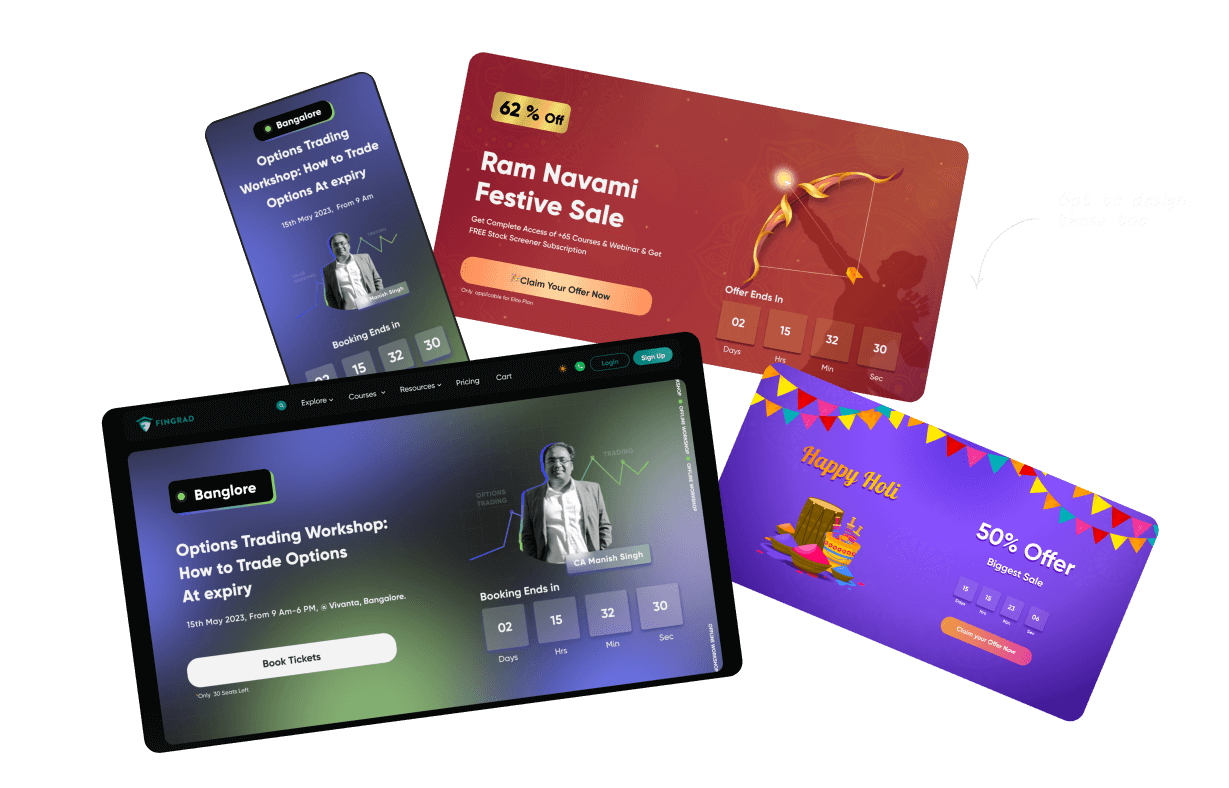 Bangalore
Options Trading
Workshop: How to Trade
Options At expiry
15th May 2023, From 9 Am
TRADING
Manish Singh
Booking Ends in
02
15
32
30
62 % Off
Ram Navami
Festive Sale
Get Complete Access of +65 Courses & Webinar & Get
FREE Stock Screener Subscription
Claim Your Offer Now
Only applicable for Elite Plan
Offer Ends In
02
15
32
30
Days
Hrs
Min
Sec
FINGRAD
Explore
Courses
Resources
Pricing
Cart
Login
Sign Up
Banglore
Options Trading Workshop:
How to Trade Options
At expiry
15th May 2023, From 9 AM-6 PM, @ Vivanta, Bangalore.
Book Tickets
*Only 30 Seats Left
OPTIONS
TRADING
TRADING
CA Manish Singh
Booking Ends in
02
15
32
30
Days
Hrs
Min
Sec
KSHOP
OFFLINE WORKSHOP
OFFLINE WORKSHOP
OFFLINE WORKSHOP
Happy Holi
50% Offer
Biggest Sale
15
15
23
06
Days
Hrs
Min
Sec
Claim your Offer Now